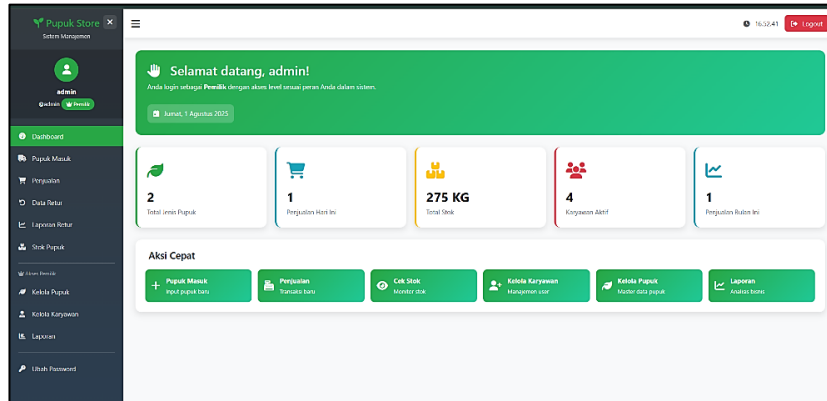 Pupuk Store
Sistem Manajemen
admin
@admin Pemilik
Dashboard
Pupuk Masuk
Penjualan
Data Retur
Laporan Retur
Stok Pupuk
Akses Pemilik
Kelola Pupuk
Kelola Karyawan
Laporan
Ubah Password
16.52.41
Logout
Selamat datang, admin!
Anda login sebagai Pemilik dengan akses level sesuai peran Anda dalam sistem.
Jumat, 1 Agustus 2025
2
Total Jenis Pupuk
1
Penjualan Hari Ini
275 KG
Total Stok
4
Karyawan Aktif
1
Penjualan Bulan Ini
Aksi Cepat
Pupuk Masuk
Input pupuk baru
Penjualan
Transaksi baru
Cek Stok
Monitor stok
Kelola Karyawan
Manajemen user
Kelola Pupuk
Master data pupuk
Laporan
Analisis bisnis